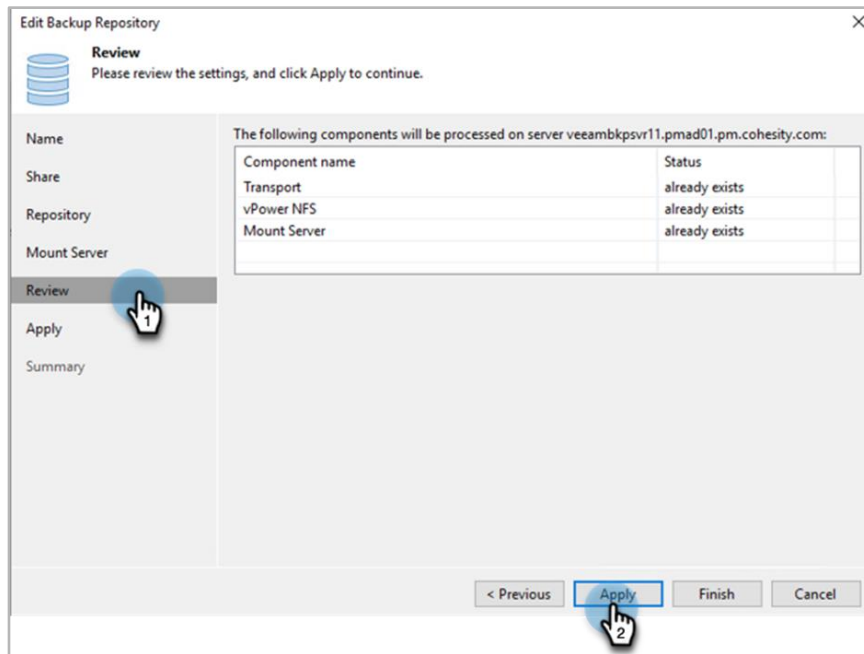 Edit Backup Repository
Review
Please review the settings, and click Apply to continue.
Name
Share
Repository
Mount Server
Review
Apply
Summary
The following components will be processed on server veeambkpsvr11.pmad01.pm.cohesity.com:
Component name Status
Transport already exists
vPower NFS already exists
Mount Server already exists
1
< Previous Apply Finish Cancel
2